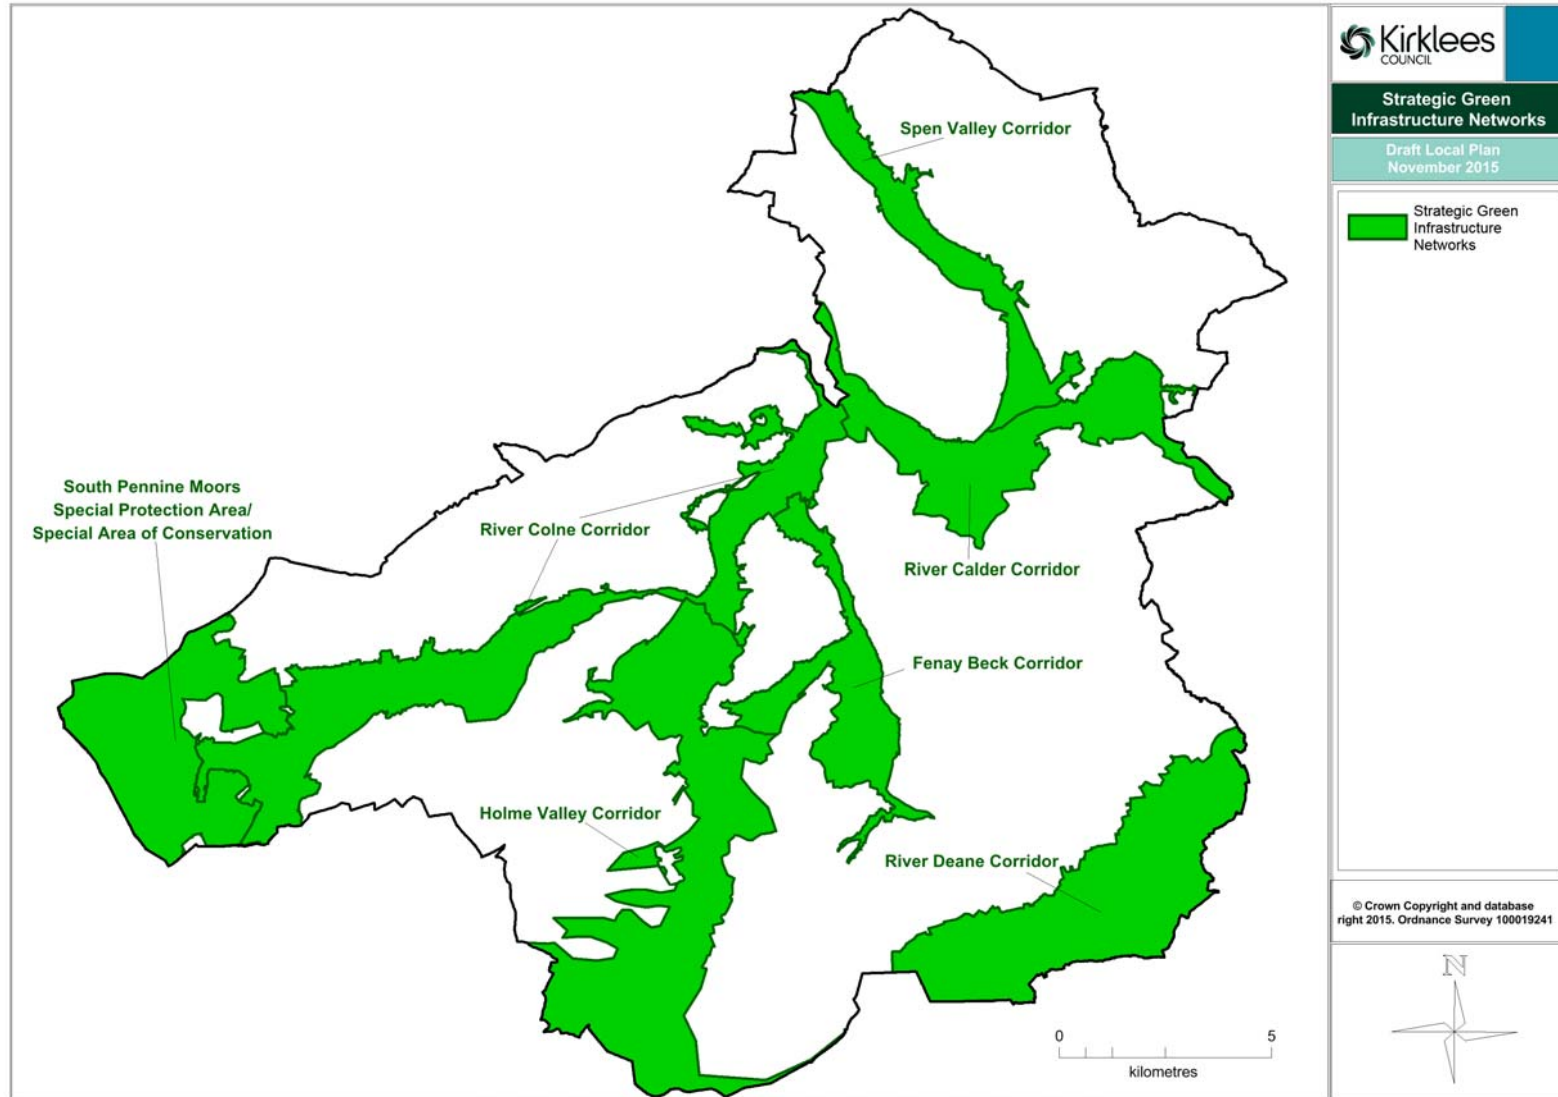 Kirklees
COUNCIL
Strategic Green
Infrastructure Networks
Draft Local Plan
November 2015
Strategic Green
Infrastructure
Networks
Spen Valley Corridor
South Pennine Moors
Special Protection Area/
Special Area of Conservation
River Colne Corridor
River Calder Corridor
Fenay Beck Corridor
Holme Valley Corridor
River Deane Corridor
0 5
kilometres
© Crown Copyright and database
right 2015. Ordnance Survey 100019241
N